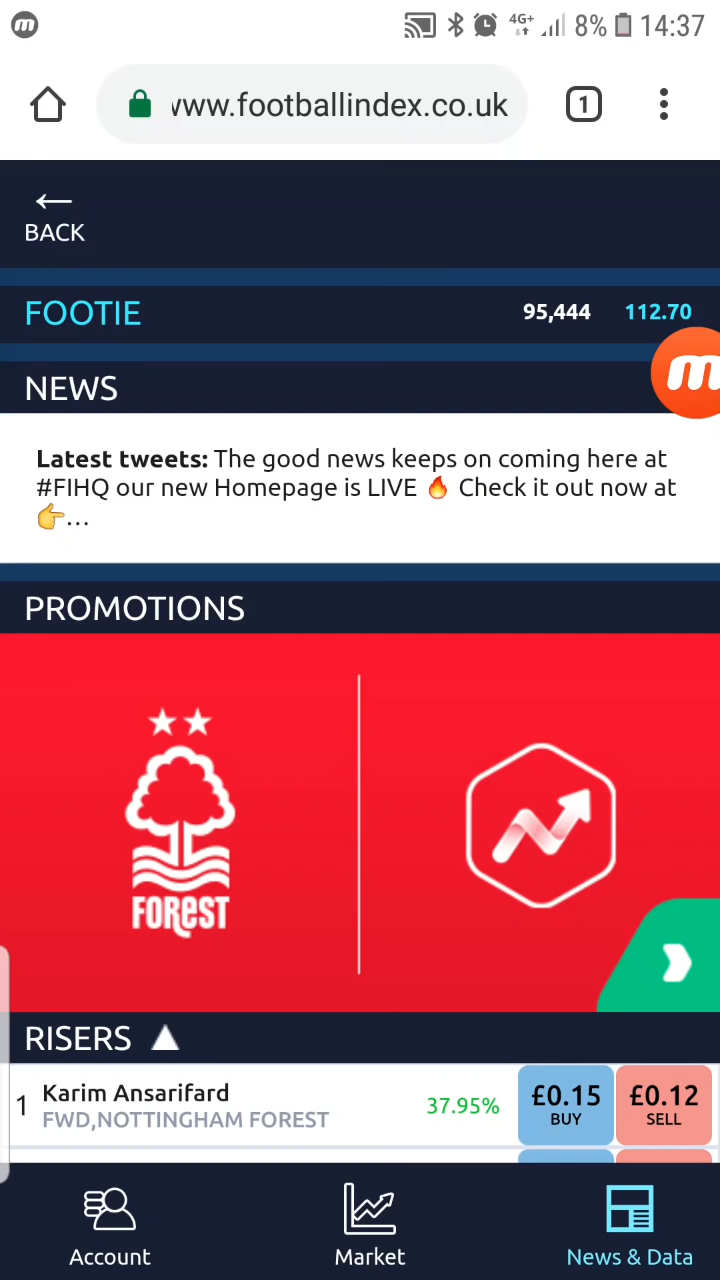 m 4G+ 8% 14:37
www.footballindex.co.uk 1
BACK
FOOTIE 95,444 112.70
m
NEWS
Latest tweets: The good news keeps on coming here at
#FIHQ our new Homepage is LIVE 🔥 Check it out now at
👉...
PROMOTIONS
FOREST
RISERS ▲
1 Karim Ansarifard 37.95% £0.15 £0.12
FWD,NOTTINGHAM FOREST BUY SELL
Account Market News & Data